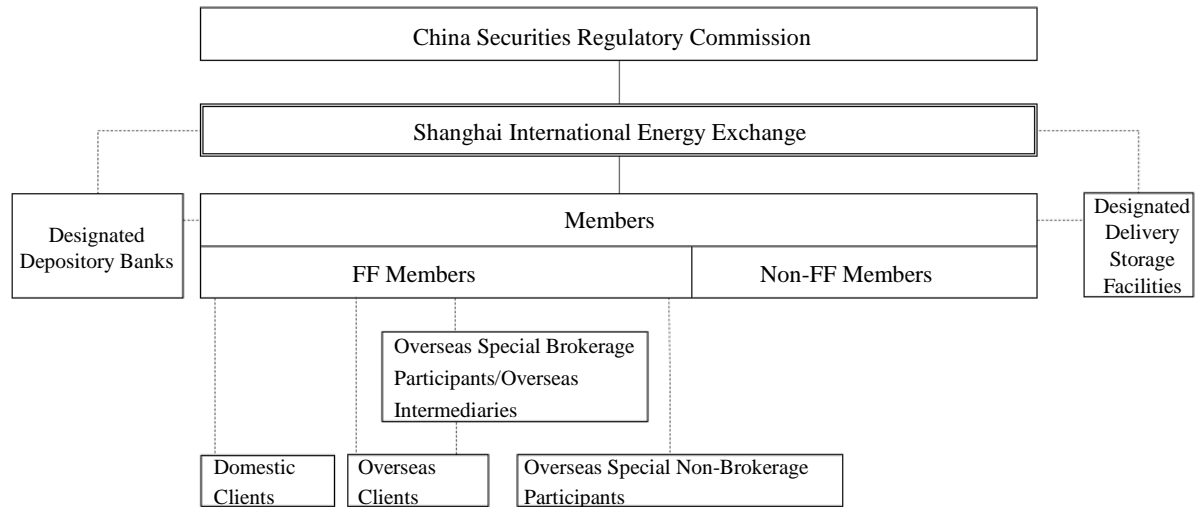 China Securities Regulatory Commission
Shanghai International Energy Exchange
Designated
Depository Banks
Members
Designated
Delivery
Storage
Facilities
FF Members
Non-FF Members
Overseas Special Brokerage
Participants/Overseas
Intermediaries
Domestic
Clients
Overseas
Clients
Overseas Special Non-Brokerage
Participants